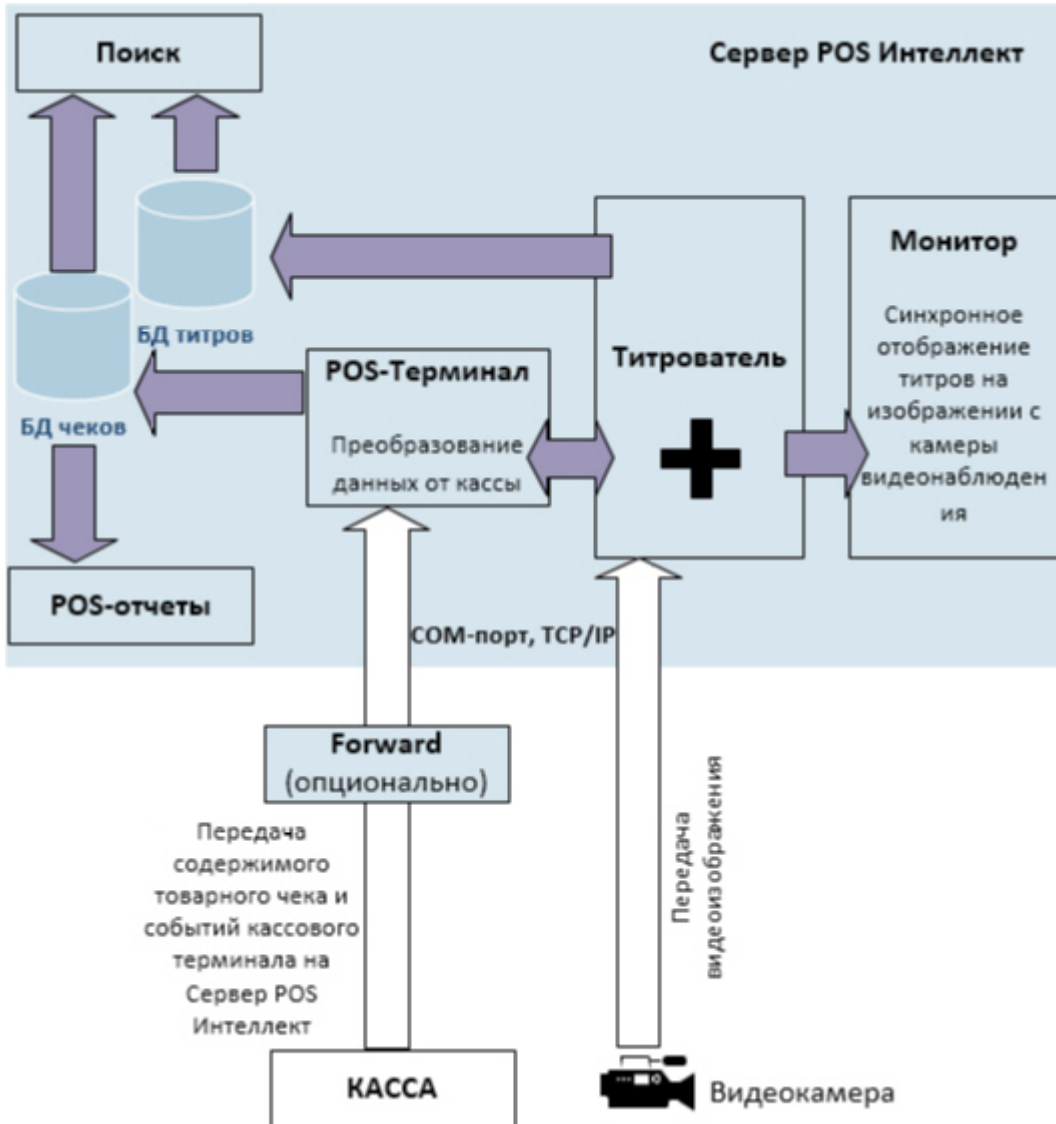 Поиск
Сервер POS Интеллект
БД титров
БД чеков
POS-Терминал
Преобразование
данных от кассы
Титрователь
Монитор
Синхронное
отображение
титров на
изображении с
камеры
видеонаблюден
ия
POS-отчеты
COM-порт, TCP/IP
Forward
(опционально)
Передача
содержимого
товарного чека и
событий кассового
терминала на
Сервер POS
Интеллект
Передача
видеоизображения
КАССА
Видеокамера